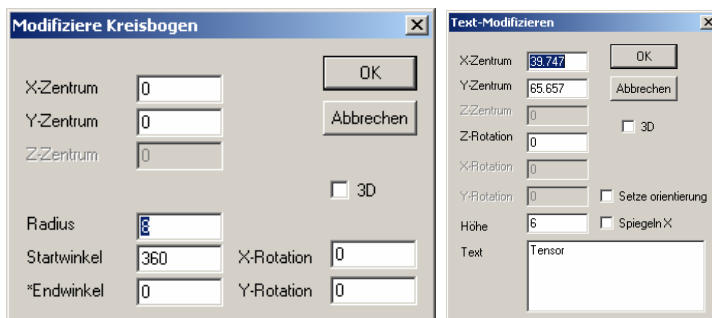 Modifiziere Kreisbogen
X-Zentrum 0
OK
Y-Zentrum 0
Abbrechen
Z-Zentrum 0
3D
Radius 8
Startwinkel 360 X-Rotation 0
*Endwinkel 0 Y-Rotation 0
Text-Modifizieren
X-Zentrum 39.747 OK
Y-Zentrum 65.657 Abbrechen
Z-Zentrum 0
3D
Z-Rotation 0
X-Rotation 0
Y-Rotation 0 Setze orientierung
Höhe 6 Spiegeln X
Text Tensor